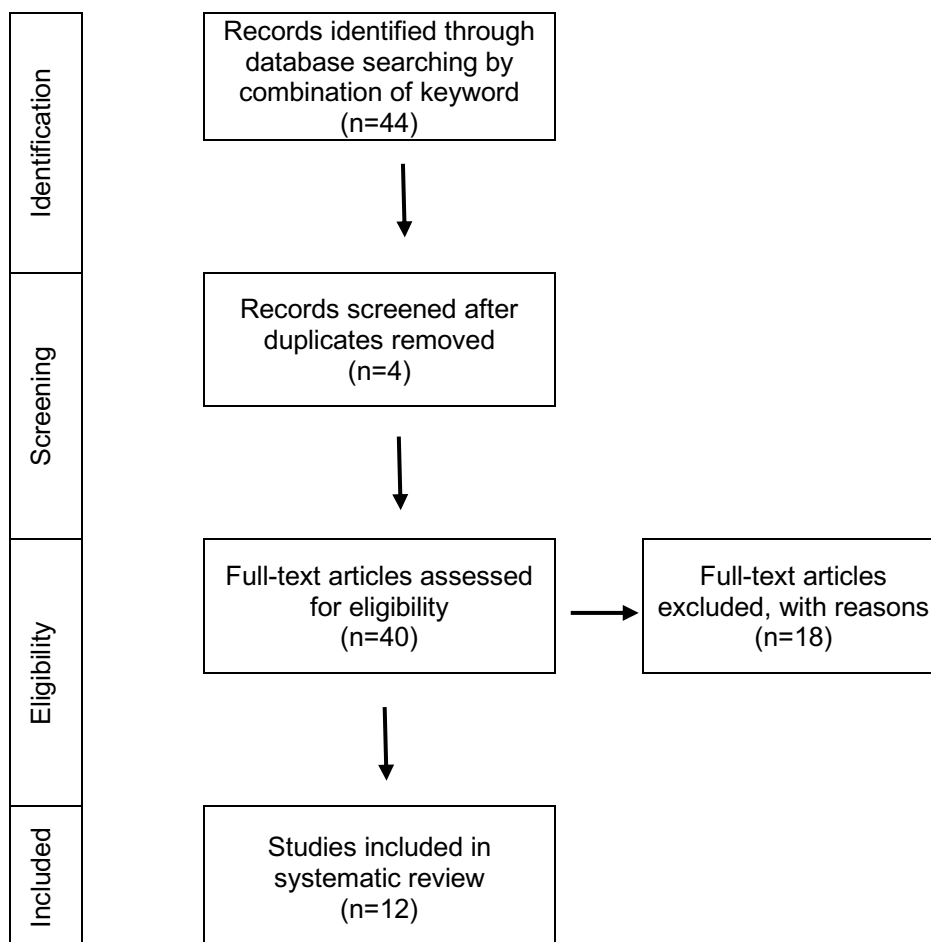 Identification
Records identified through
database searching by
combination of keyword
(n=44)
Screening
Records screened after
duplicates removed
(n=4)
Eligibility
Full-text articles assessed
for eligibility
(n=40)
Full-text articles
excluded, with reasons
(n=18)
Included
Studies included in
systematic review
(n=12)